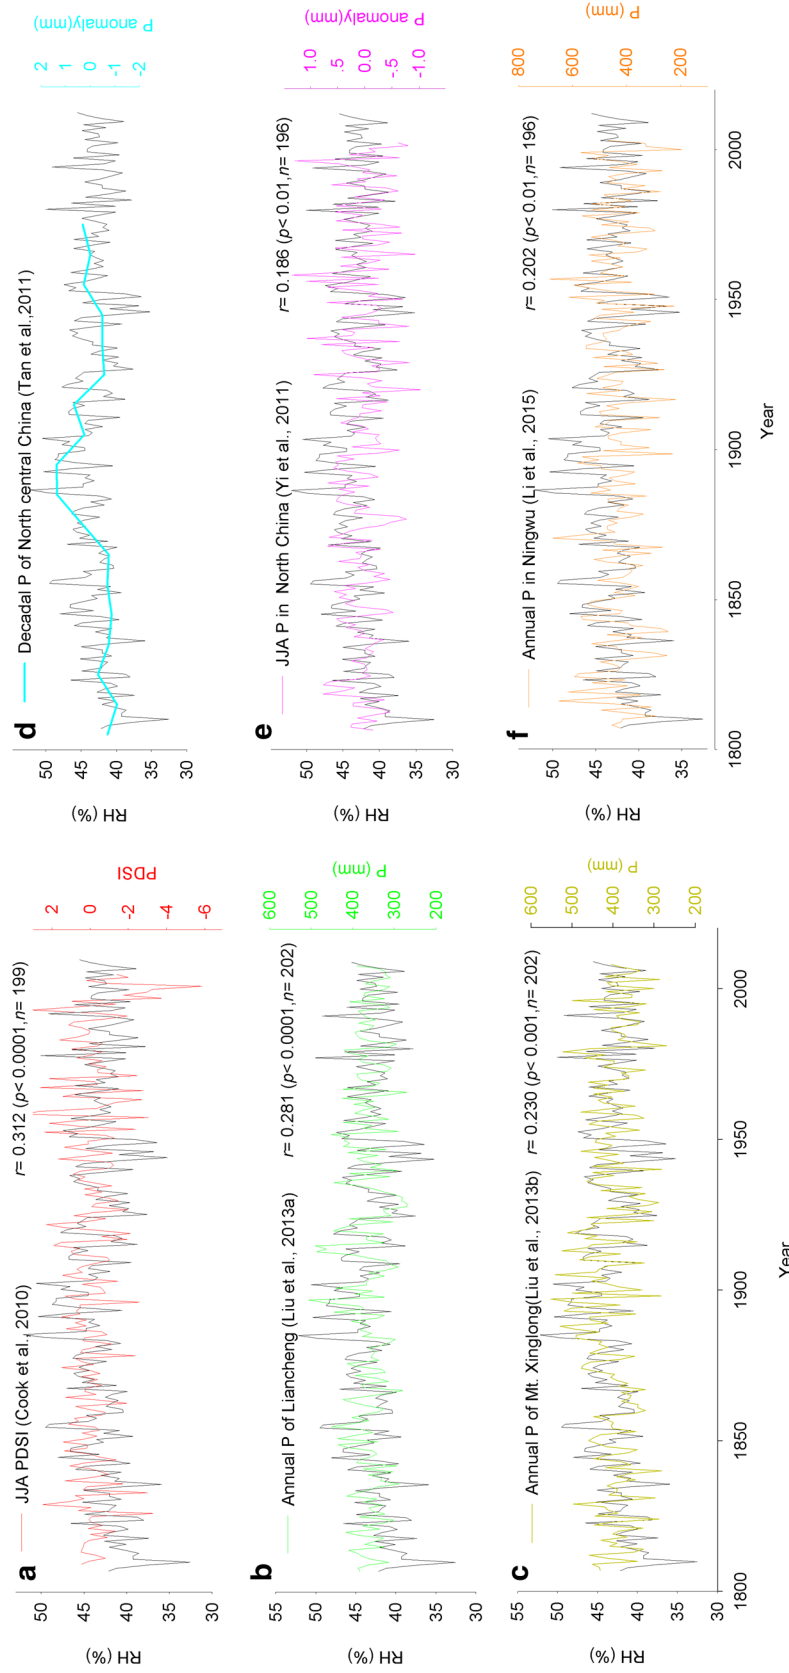 a
JJA PDSI (Cook et al., 2010)
r= 0.312 (p< 0.0001,n= 199)
RH (%)
50
45
40
35
30
PDSI
2
0
-2
-4
-6
b
Annual P of Liancheng (Liu et al., 2013a)
r= 0.281 (p< 0.0001,n= 202)
RH (%)
50
45
40
35
30
P (mm)
600
500
400
300
200
c
Annual P of Mt. Xinglong(Liu et al., 2013b)
r= 0.230 (p< 0.001,n= 202)
RH (%)
55
50
45
40
35
30
P (mm)
600
500
400
300
200
1800
1850
1900
1950
2000
Year
d
Decadal P of North central China (Tan et al.,2011)
RH (%)
50
45
40
35
30
P anomaly(mm)
2
1
0
-1
-2
e
JJA P in North China (Yi et al., 2011)
r= 0.186 (p< 0.01,n= 196)
RH (%)
50
45
40
35
30
P anomaly(mm)
1.0
.5
0.0
-.5
-1.0
f
Annual P in Ningwu (Li et al., 2015)
r= 0.202 (p< 0.01,n= 196)
RH (%)
50
45
40
35
P (mm)
800
600
400
200
1800
1850
1900
1950
2000
Year